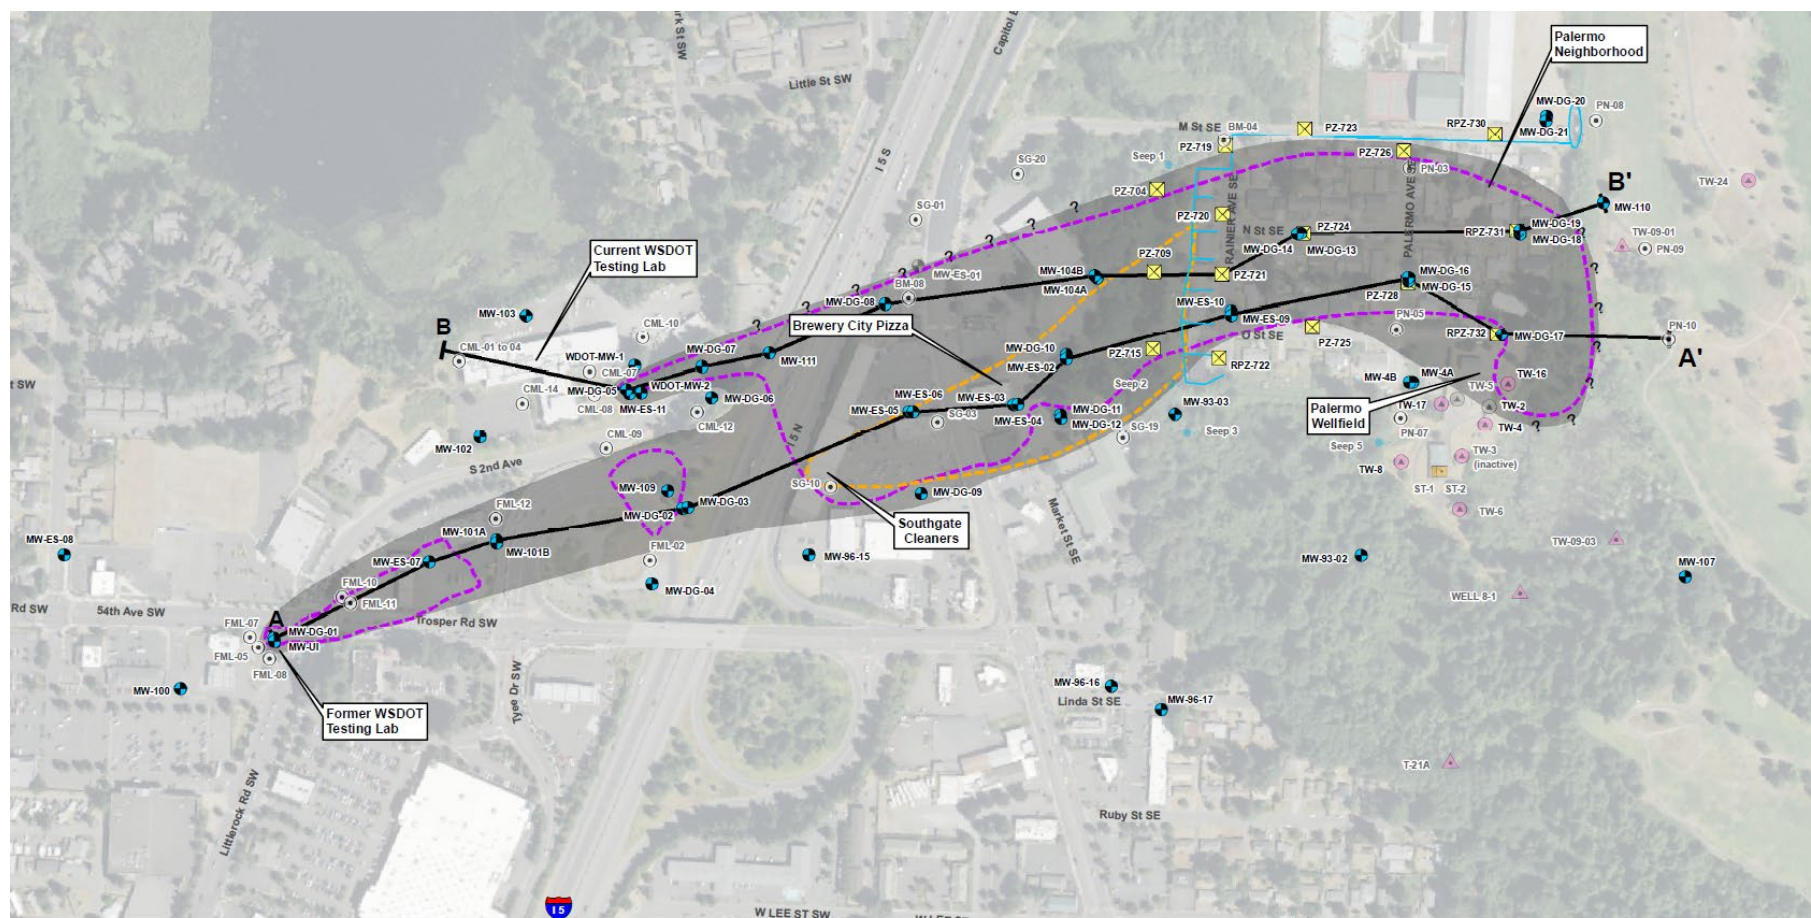 Palermo
Neighborhood
Little St SW
Capitol B
I 5 S
MW-DG-20
PN-08
MW-DG-21
M St SE
BM-04
PZ-723
RPZ-730
PZ-719
PZ-726
Seep 1
SG-20
PN-03
PZ-704
TW-24
B'
MW-110
SG-01
PZ-720
RAINIER AVE SE
PALERMO AVE SE
N St SE
PZ-724
MW-DG-19
RPZ-731
MW-DG-18
MW-DG-14
MW-DG-13
TW-09-01
PN-09
Current WSDOT
Testing Lab
PZ-709
MW-ES-01
BM-08
MW-104B
MW-104A
PZ-721
MW-DG-16
MW-DG-15
PZ-728
MW-DG-08
MW-103
Brewery City Pizza
MW-ES-10
MW-ES-09
PN-05
PN-10
B
CML-10
CML-01 to 04
O St SE
PZ-725
RPZ-732
MW-DG-17
A'
WDOT-MW-1
MW-DG-07
MW-111
MW-DG-10
MW-ES-02
PZ-715
RPZ-722
CML-07
CML-14
WDOT-MW-2
MW-DG-05
MW-ES-11
MW-DG-06
CML-08
CML-12
Seep 2
MW-4B
MW-4A
TW-16
TW-5
TW-2
MW-ES-06
MW-ES-05
MW-ES-03
MW-ES-04
SG-03
MW-DG-11
MW-DG-12
MW-93-03
Palermo
Wellfield
TW-17
TW-4
MW-102
CML-09
I 5 N
SG-19
Seep 3
PN-07
Seep 5
S 2nd Ave
TW-3
(inactive)
TW-8
MW-109
SG-10
MW-DG-09
ST-1
ST-2
MW-DG-03
MW-DG-02
FML-12
Southgate
Cleaners
Market St SE
TW-6
MW-101A
MW-101B
MW-ES-08
MW-ES-07
FML-02
MW-96-15
MW-93-02
TW-09-03
MW-107
MW-DG-04
FML-10
FML-11
WELL 8-1
Rd SW
54th Ave SW
Trosper Rd SW
A
FML-07
MW-DG-01
MW-UI
FML-05
FML-08
MW-100
MW-96-16
Linda St SE
MW-96-17
Tyee Dr SW
Former WSDOT
Testing Lab
T-21A
Littlerock Rd SW
Ruby St SE
I 5
W LEE ST SW